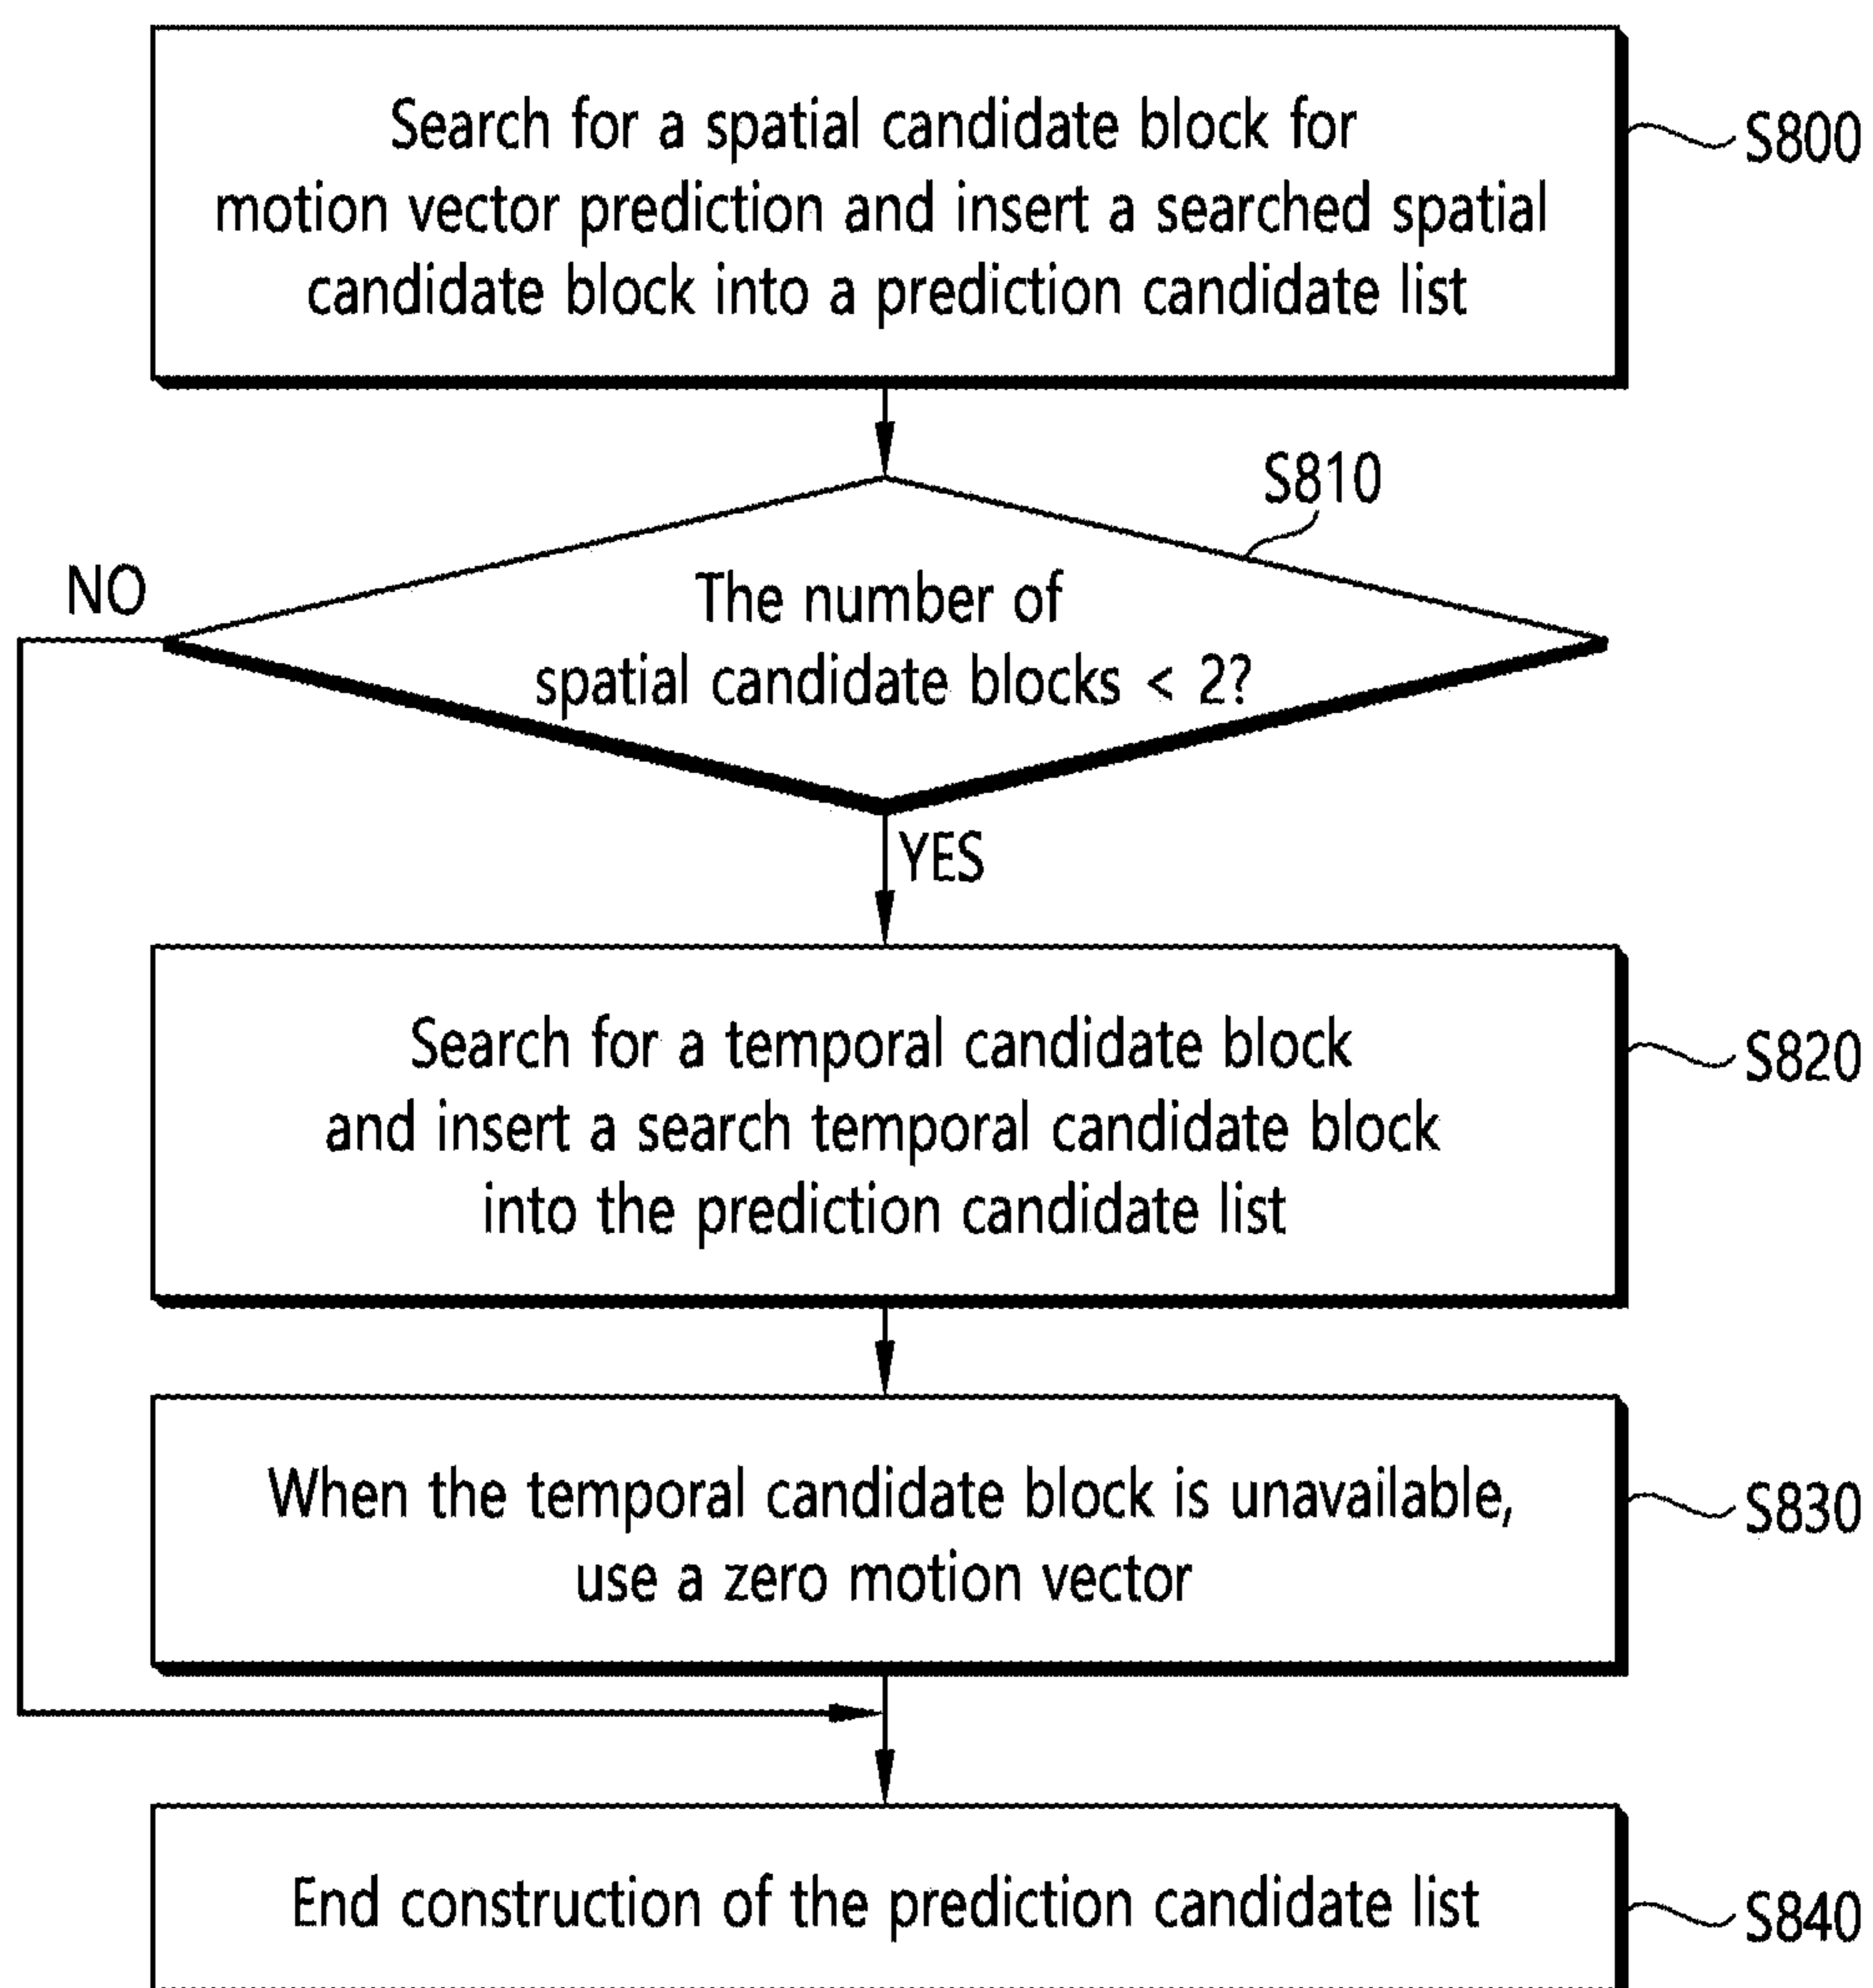 Search for a spatial candidate block for
motion vector prediction and insert a searched spatial
candidate block into a prediction candidate list
S800
S810
The number of
spatial candidate blocks < 2?
NO
YES
Search for a temporal candidate block
and insert a search temporal candidate block
into the prediction candidate list
S820
When the temporal candidate block is unavailable,
use a zero motion vector
S830
End construction of the prediction candidate list
S840